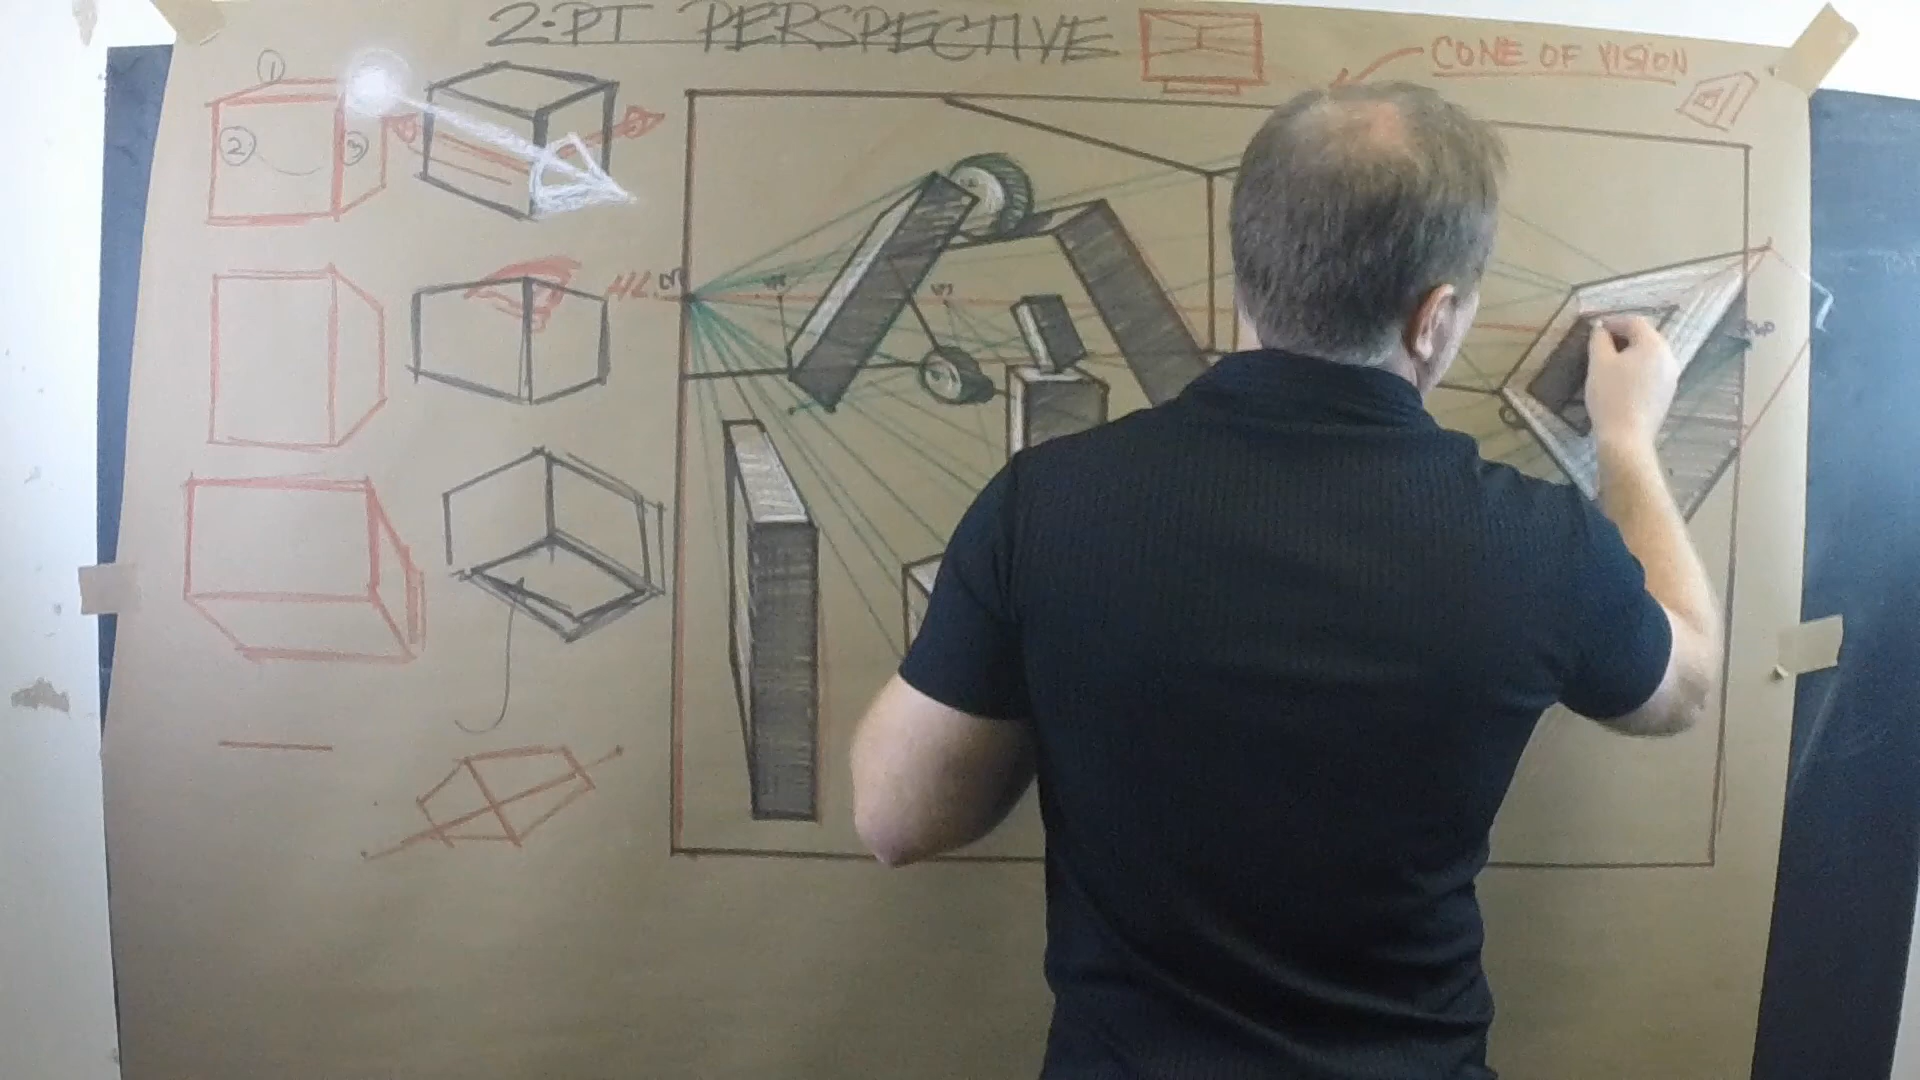 2·PT PERSPECTIVE
CONE OF VISION
1
2
3
HL